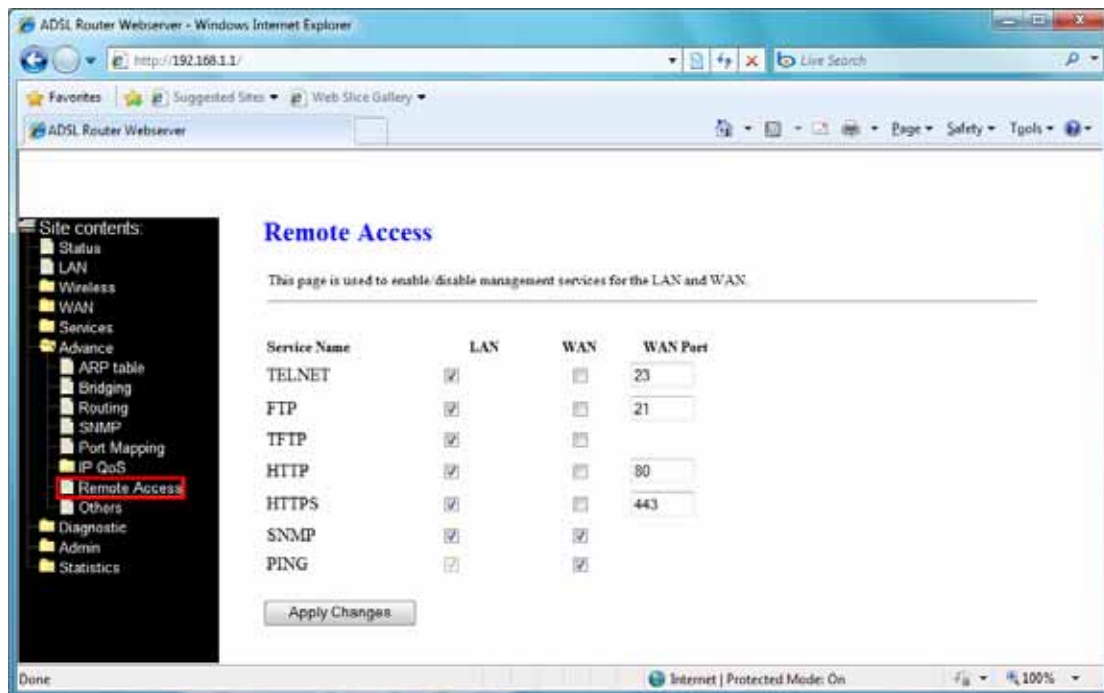 ADSL Router Webserver - Windows Internet Explorer
http://192.168.1.1/
Live Search
Favorites Suggested Sites Web Slice Gallery
ADSL Router Webserver
Page Safety Tools
Site contents:
Status
LAN
Wireless
WAN
Services
Advance
ARP table
Bridging
Routing
SNMP
Port Mapping
IP QoS
Remote Access
Others
Diagnostic
Admin
Statistics
Remote Access
This page is used to enable/disable management services for the LAN and WAN.
Service Name LAN WAN WAN Port
TELNET 23
FTP 21
TFTP
HTTP 80
HTTPS 443
SNMP
PING
Apply Changes
Done
Internet | Protected Mode: On
100%